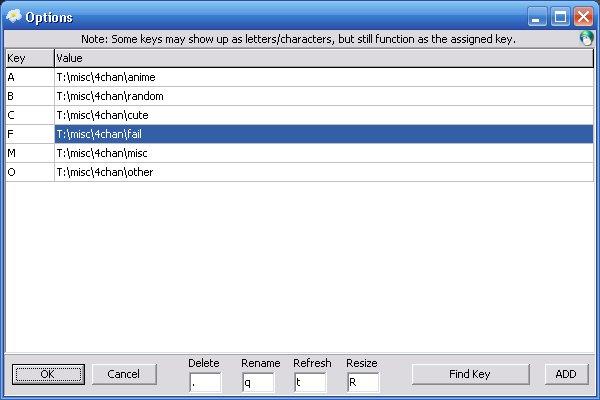 Options
Note: Some keys may show up as letters/characters, but still function as the assigned key.
Key Value
A T:\misc\4chan\anime
B T:\misc\4chan\random
C T:\misc\4chan\cute
F T:\misc\4chan\fail
M T:\misc\4chan\misc
O T:\misc\4chan\other
Delete Rename Refresh Resize
OK Cancel . q t R Find Key ADD